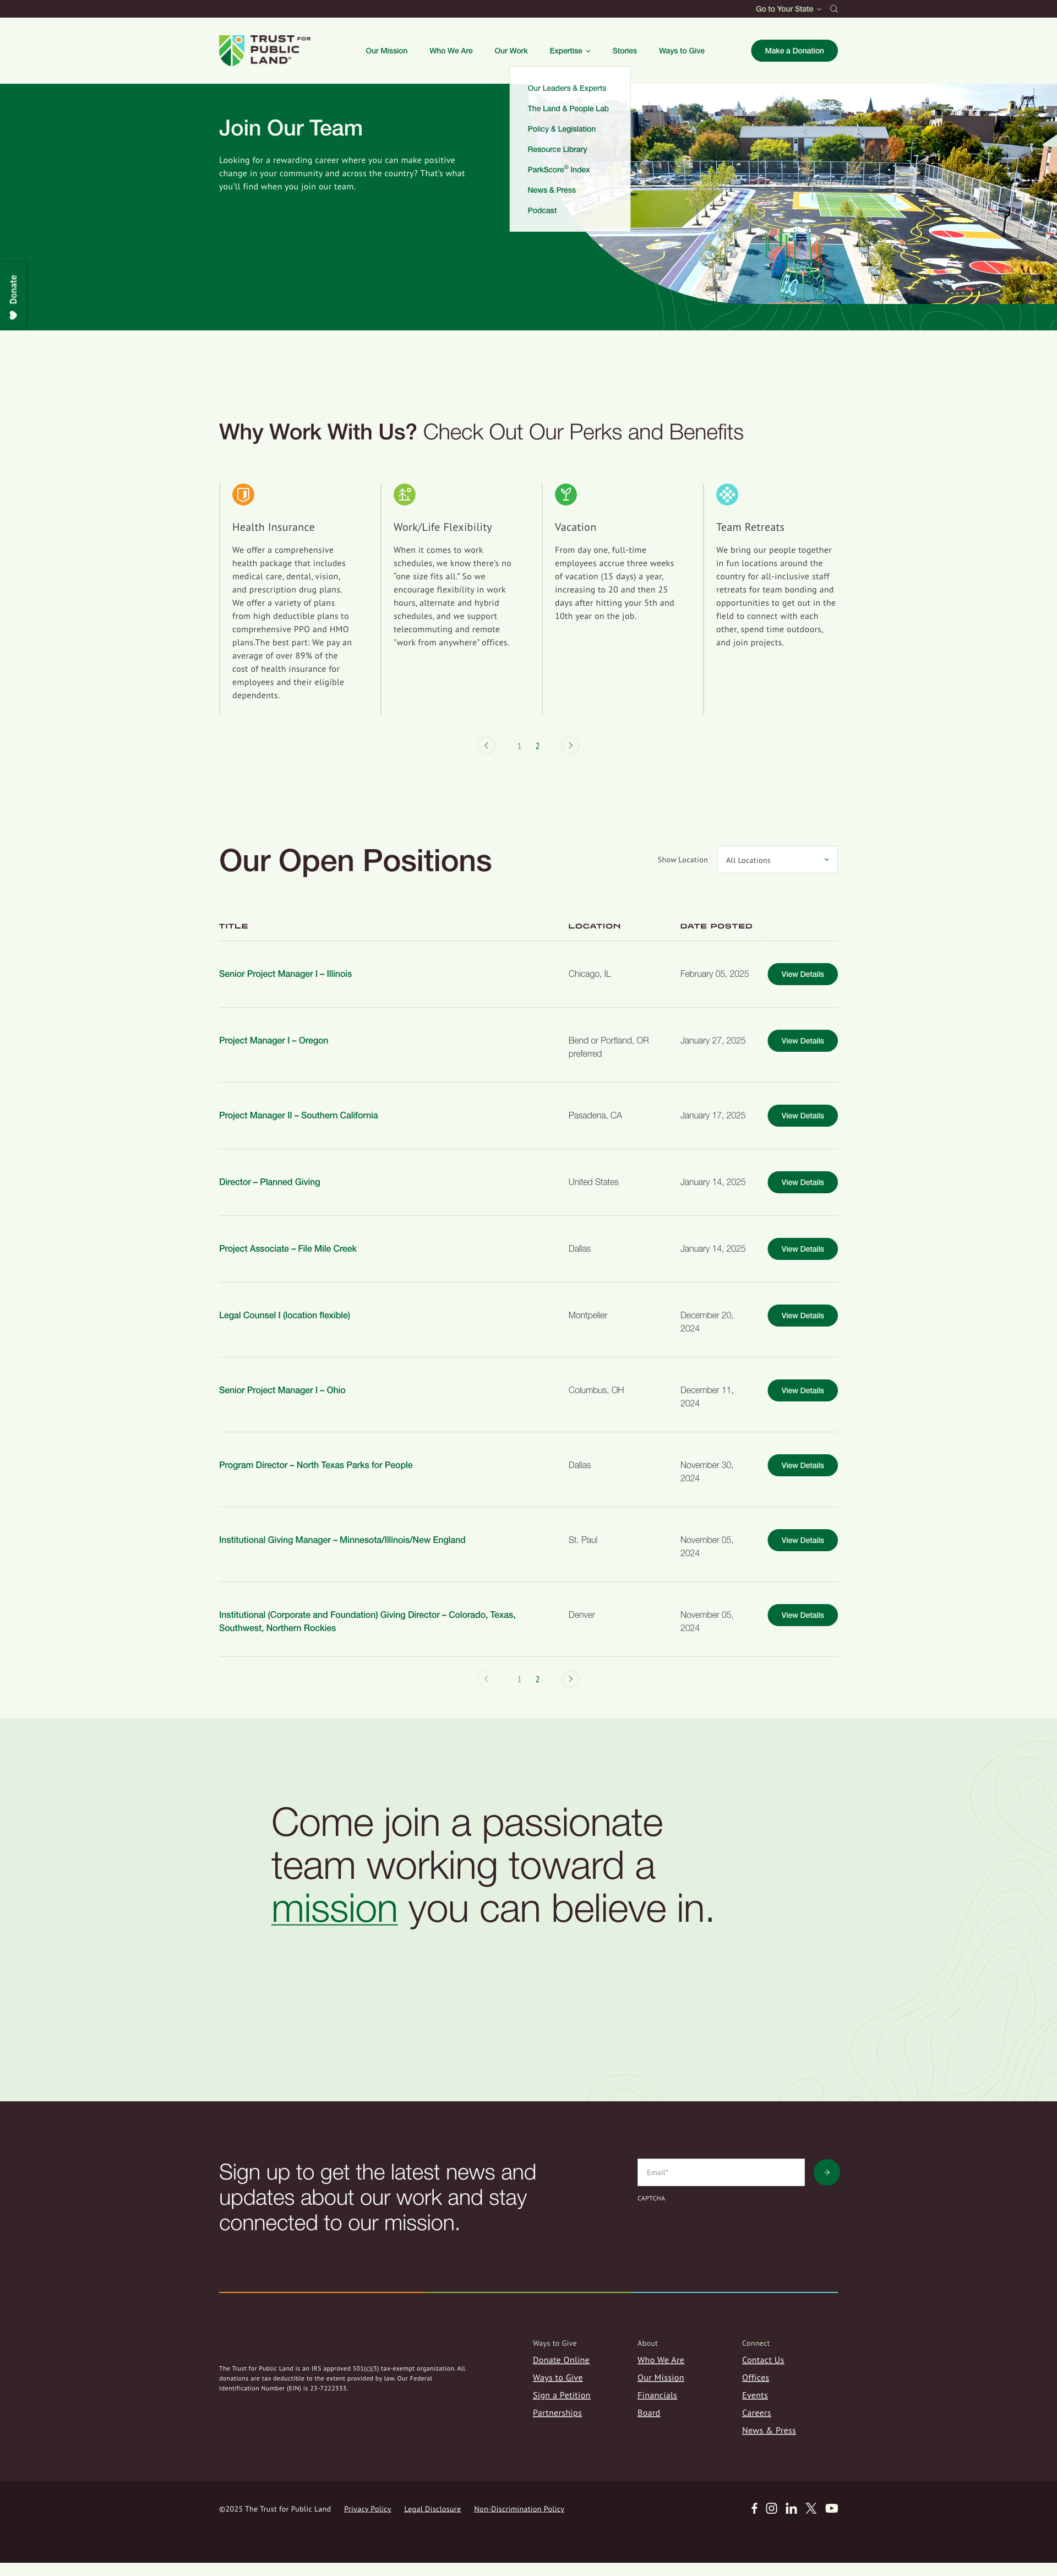 Go to Your State
TRUST FOR
PUBLIC
LAND®
Our Mission
Who We Are
Our Work
Expertise
Stories
Ways to Give
Make a Donation
Our Leaders & Experts
The Land & People Lab
Policy & Legislation
Resource Library
ParkScore® Index
News & Press
Podcast
Join Our Team
Looking for a rewarding career where you can make positive
change in your community and across the country? That's what
you'll find when you join our team.
Donate
Why Work With Us? Check Out Our Perks and Benefits
Health Insurance
We offer a comprehensive
health package that includes
medical care, dental, vision,
and prescription drug plans.
We offer a variety of plans
from high deductible plans to
comprehensive PPO and HMO
plans.The best part: We pay an
average of over 89% of the
cost of health insurance for
employees and their eligible
dependents.
Work/Life Flexibility
When it comes to work
schedules, we know there's no
"one size fits all." So we
encourage flexibility in work
hours, alternate and hybrid
schedules, and we support
telecommuting and remote
"work from anywhere" offices.
Vacation
From day one, full-time
employees accrue three weeks
of vacation (15 days) a year,
increasing to 20 and then 25
days after hitting your 5th and
10th year on the job.
Team Retreats
We bring our people together
in fun locations around the
country for all-inclusive staff
retreats for team bonding and
opportunities to get out in the
field to connect with each
other, spend time outdoors,
and join projects.
1 2
Our Open Positions
Show Location
All Locations
TITLE LOCATION DATE POSTED
Senior Project Manager I – Illinois
Chicago, IL
February 05, 2025
View Details
Project Manager I – Oregon
Bend or Portland, OR
preferred
January 27, 2025
View Details
Project Manager II – Southern California
Pasadena, CA
January 17, 2025
View Details
Director – Planned Giving
United States
January 14, 2025
View Details
Project Associate – File Mile Creek
Dallas
January 14, 2025
View Details
Legal Counsel I (location flexible)
Montpelier
December 20,
2024
View Details
Senior Project Manager I – Ohio
Columbus, OH
December 11,
2024
View Details
Program Director – North Texas Parks for People
Dallas
November 30,
2024
View Details
Institutional Giving Manager – Minnesota/Illinois/New England
St. Paul
November 05,
2024
View Details
Institutional (Corporate and Foundation) Giving Director – Colorado, Texas,
Southwest, Northern Rockies
Denver
November 05,
2024
View Details
1 2
Come join a passionate
team working toward a
mission you can believe in.
Sign up to get the latest news and
updates about our work and stay
connected to our mission.
Email*
CAPTCHA
The Trust for Public Land is an IRS approved 501(c)(3) tax-exempt organization. All
donations are tax deductible to the extent provided by law. Our Federal
Identification Number (EIN) is 23-7222333.
Ways to Give
Donate Online
Ways to Give
Sign a Petition
Partnerships
About
Who We Are
Our Mission
Financials
Board
Connect
Contact Us
Offices
Events
Careers
News & Press
©2025 The Trust for Public Land
Privacy Policy
Legal Disclosure
Non-Discrimination Policy